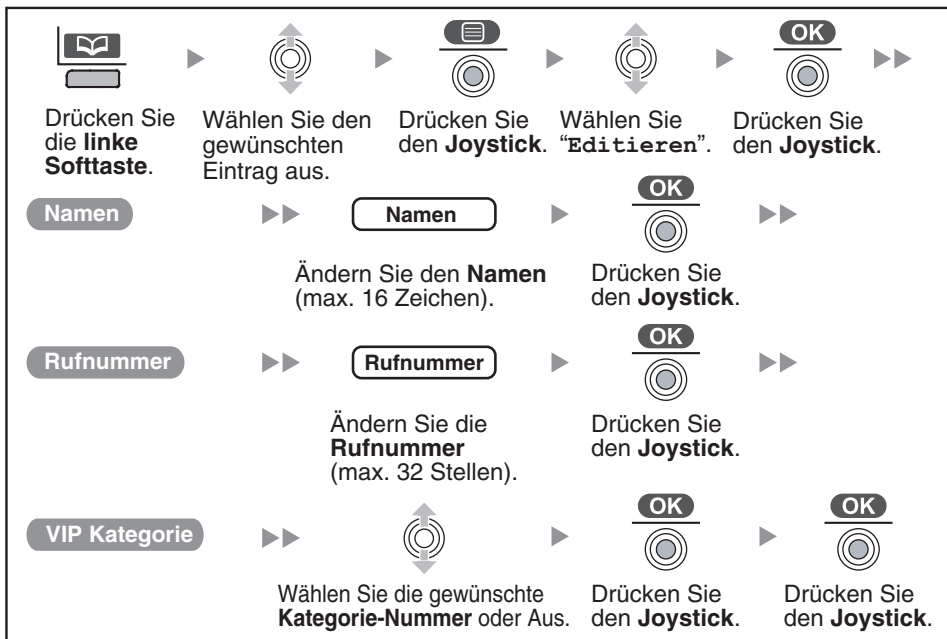 OK
OK
Drücken Sie
die linke
Softtaste.
Wählen Sie den
gewünschten
Eintrag aus.
Drücken Sie
den Joystick.
Wählen Sie
“Editieren”.
Drücken Sie
den Joystick.
Namen
Namen
OK
Ändern Sie den Namen
(max. 16 Zeichen).
Drücken Sie
den Joystick.
Rufnummer
Rufnummer
OK
Ändern Sie die
Rufnummer
(max. 32 Stellen).
Drücken Sie
den Joystick.
VIP Kategorie
OK
OK
Wählen Sie die gewünschte
Kategorie-Nummer oder Aus.
Drücken Sie
den Joystick.
Drücken Sie
den Joystick.